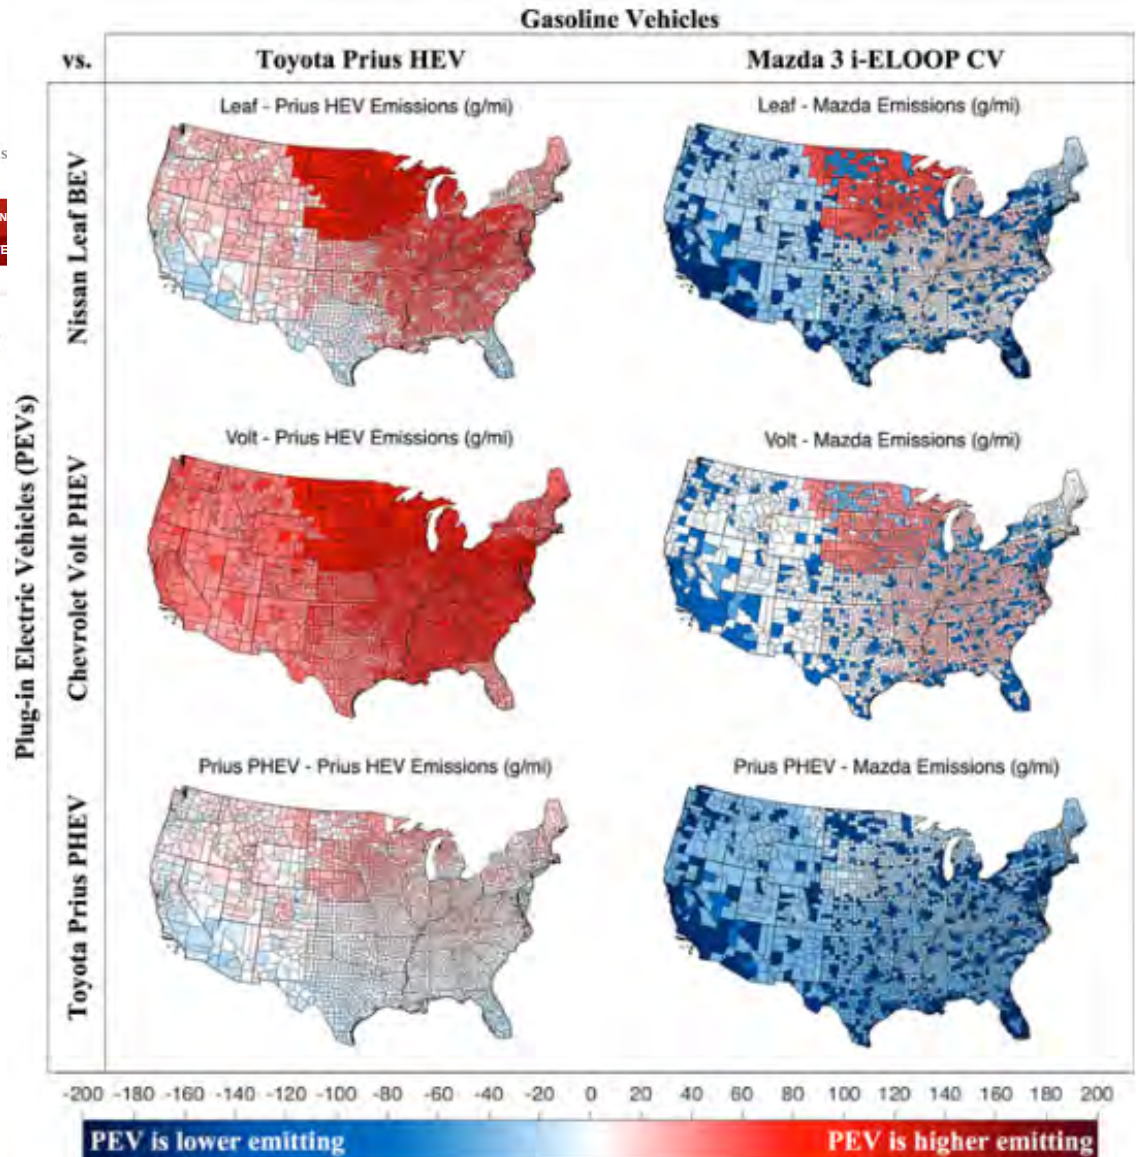 Gasoline Vehicles
vs.
Toyota Prius HEV
Mazda 3 i-ELOOP CV
Plug-in Electric Vehicles (PEVs)
Nissan Leaf BEV
Leaf - Prius HEV Emissions (g/mi)
Leaf - Mazda Emissions (g/mi)
Chevrolet Volt PHEV
Volt - Prius HEV Emissions (g/mi)
Volt - Mazda Emissions (g/mi)
Toyota Prius PHEV
Prius PHEV - Prius HEV Emissions (g/mi)
Prius PHEV - Mazda Emissions (g/mi)
-200 -180 -160 -140 -120 -100 -80 -60 -40 -20 0 20 40 60 80 100 120 140 160 180 200
PEV is lower emitting
PEV is higher emitting
s
N
TE